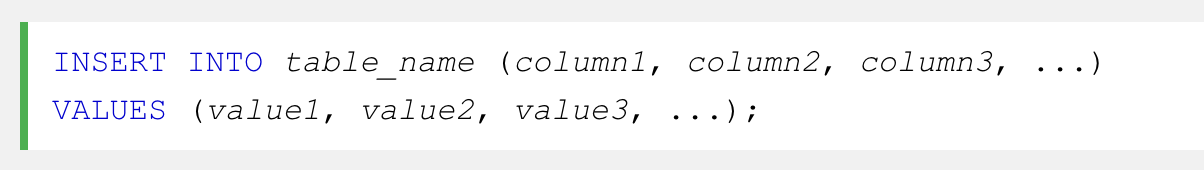 INSERT INTO table_name (column1, column2, column3, ...)
VALUES (value1, value2, value3, ...);